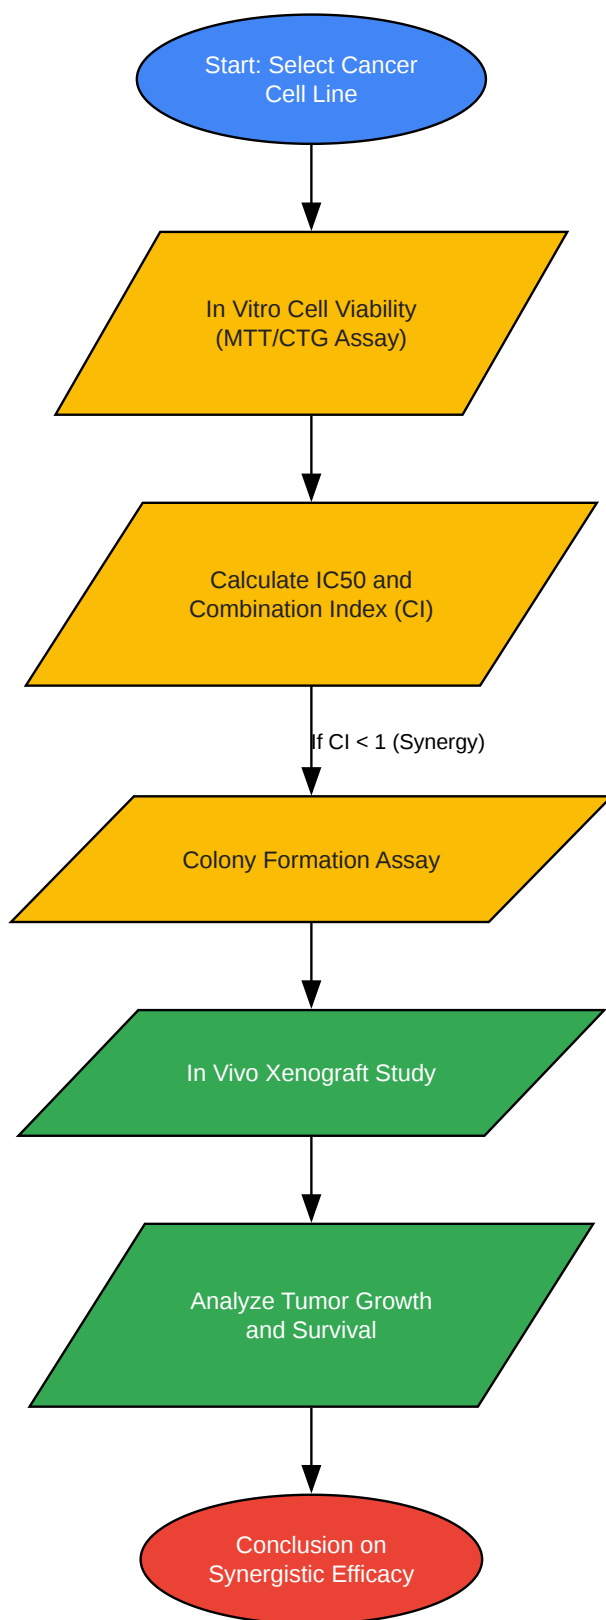 Start: Select Cancer
Cell Line
In Vitro Cell Viability
(MTT/CTG Assay)
Calculate IC50 and
Combination Index (CI)
If CI < 1 (Synergy)
Colony Formation Assay
In Vivo Xenograft Study
Analyze Tumor Growth
and Survival
Conclusion on
Synergistic Efficacy